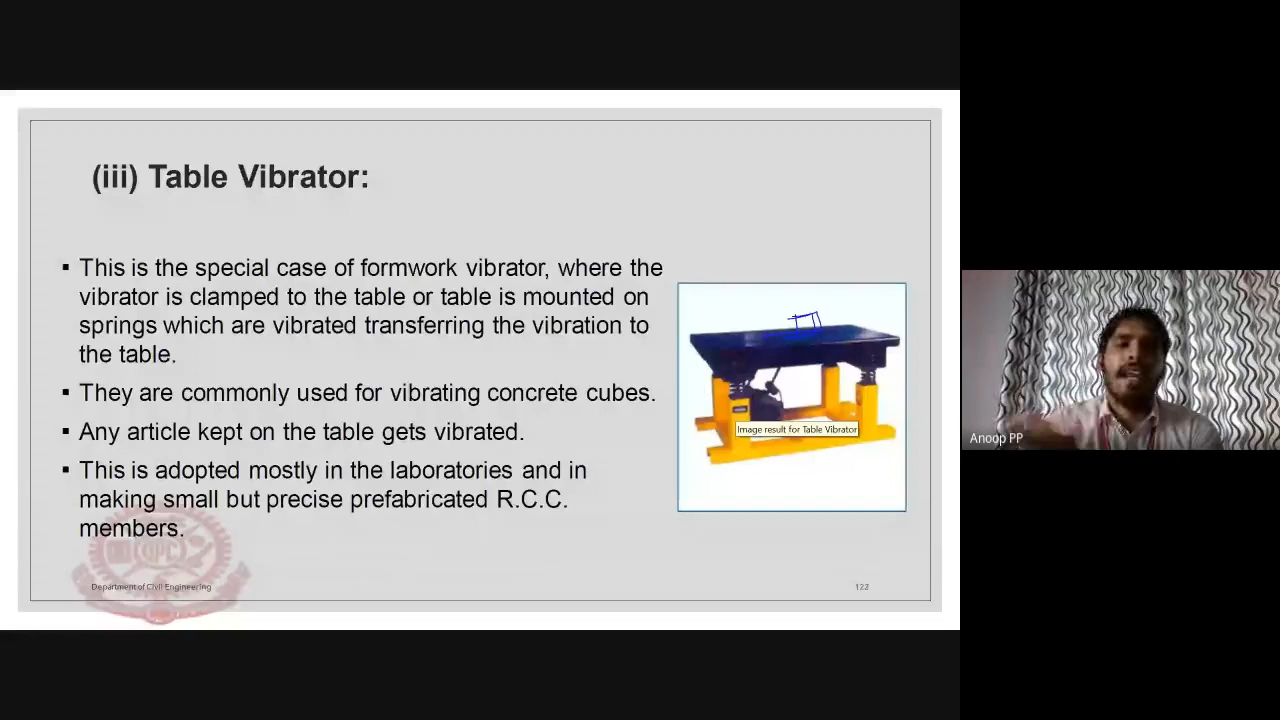 (iii) Table Vibrator:
▪ This is the special case of formwork vibrator, where the
vibrator is clamped to the table or table is mounted on
springs which are vibrated transferring the vibration to
the table.
▪ They are commonly used for vibrating concrete cubes.
▪ Any article kept on the table gets vibrated.
▪ This is adopted mostly in the laboratories and in
making small but precise prefabricated R.C.C.
members.
Image result for Table Vibrator
Department of Civil Engineering
122
Anoop PP